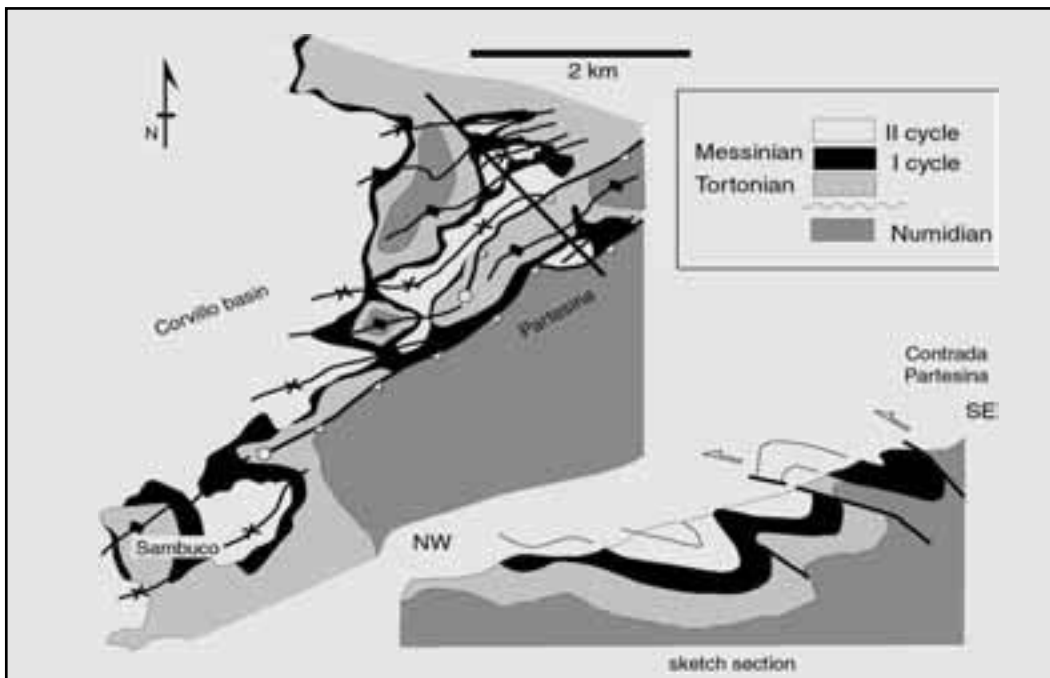 N
2 km
II cycle
Messinian
I cycle
Tortonian
Numidian
Corvillo basin
Partesina
Contrada
Partesina
SE
Sambuco
NW
sketch section